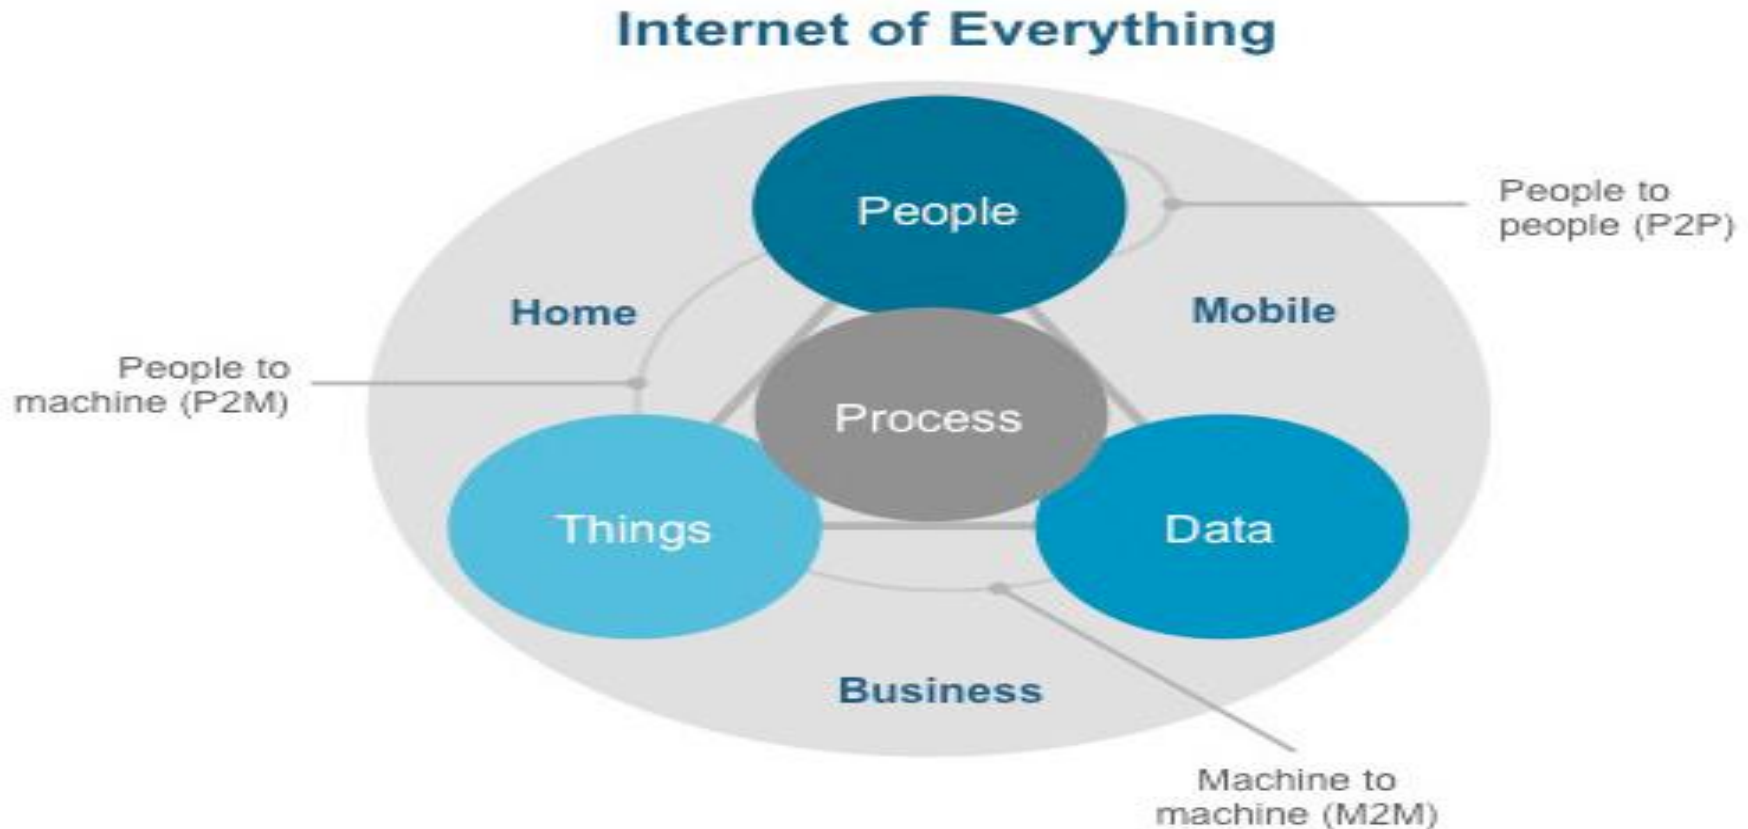 Internet of Everything
People
People to
people (P2P)
Home
Mobile
People to
machine (P2M)
Process
Things
Data
Business
Machine to
machine (M2M)